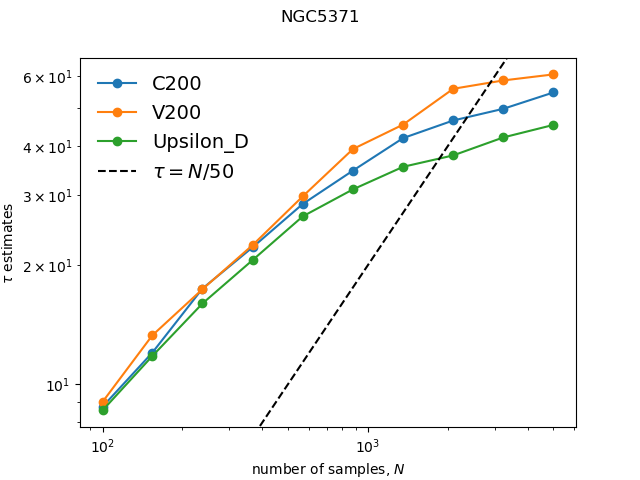 NGC5371
C200
V200
Upsilon_D
τ = N/50
6 × 10¹
4 × 10¹
3 × 10¹
2 × 10¹
10¹
τ estimates
10²
10³
number of samples, N